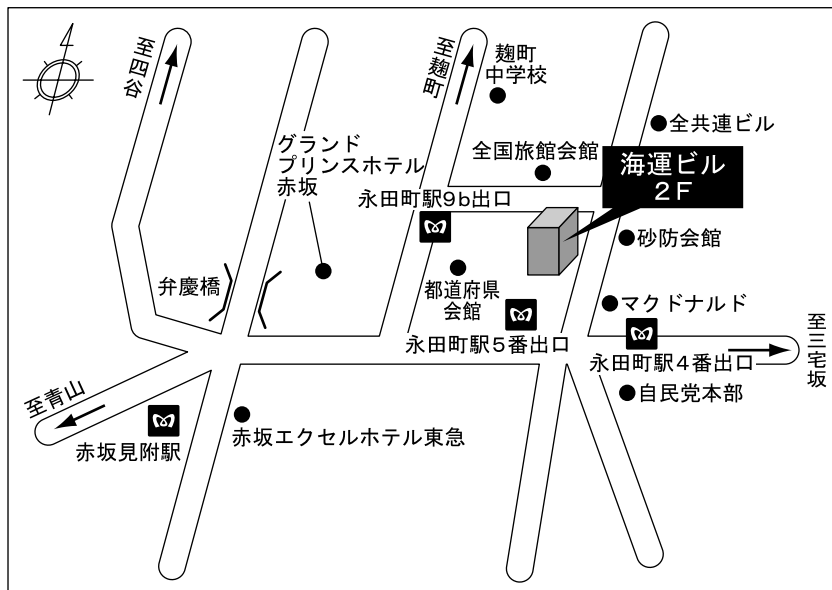 至四谷
至麹町
麹町
中学校
全共連ビル
グランド
プリンスホテル
赤坂
全国旅館会館
海運ビル
2F
永田町駅9b出口
砂防会館
弁慶橋
都道府県
会館
マクドナルド
至三宅坂
永田町駅5番出口
永田町駅4番出口
至青山
自民党本部
赤坂見附駅
赤坂エクセルホテル東急